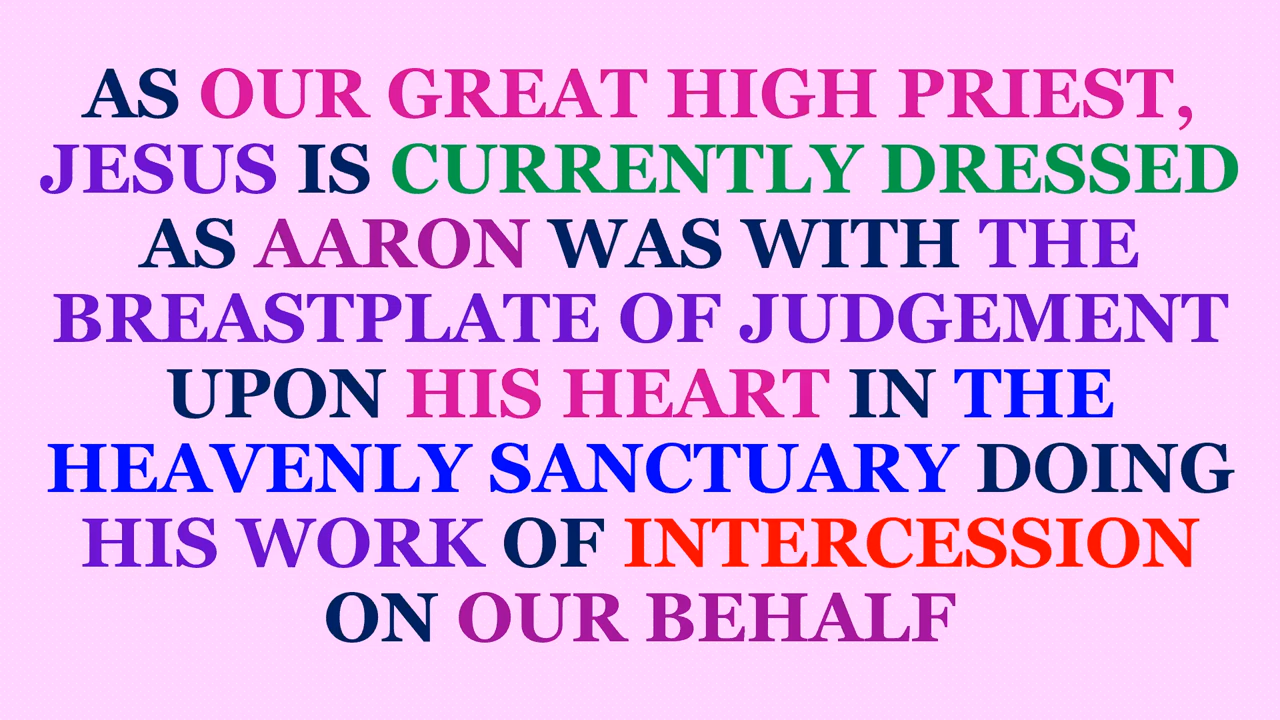 AS OUR GREAT HIGH PRIEST,
JESUS IS CURRENTLY DRESSED
AS AARON WAS WITH THE
BREASTPLATE OF JUDGEMENT
UPON HIS HEART IN THE
HEAVENLY SANCTUARY DOING
HIS WORK OF INTERCESSION
ON OUR BEHALF